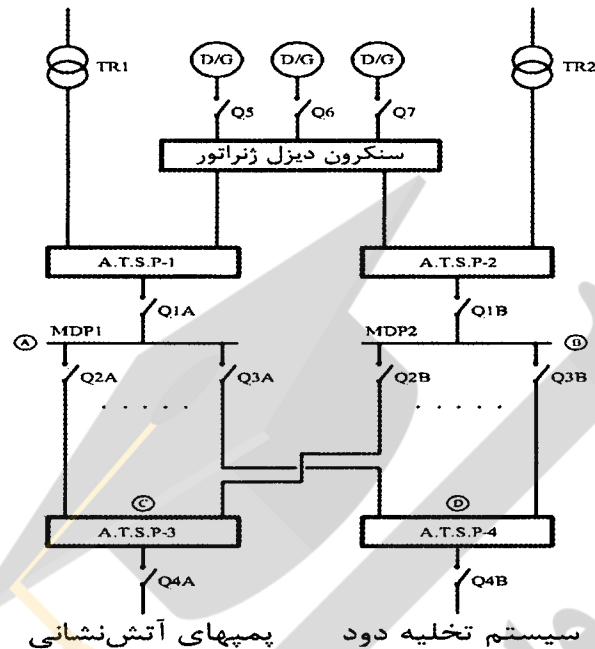 TR1 D/G D/G D/G TR2
Q5 Q6 Q7
سنکرون دیزل ژنراتور
A.T.S.P-1 A.T.S.P-2
Q1A Q1B
A MDP1 MDP2 B
Q2A Q3A Q2B Q3B
C D
A.T.S.P-3 A.T.S.P-4
Q4A Q4B
پمپهای آتش‌نشانی سیستم تخلیه دود